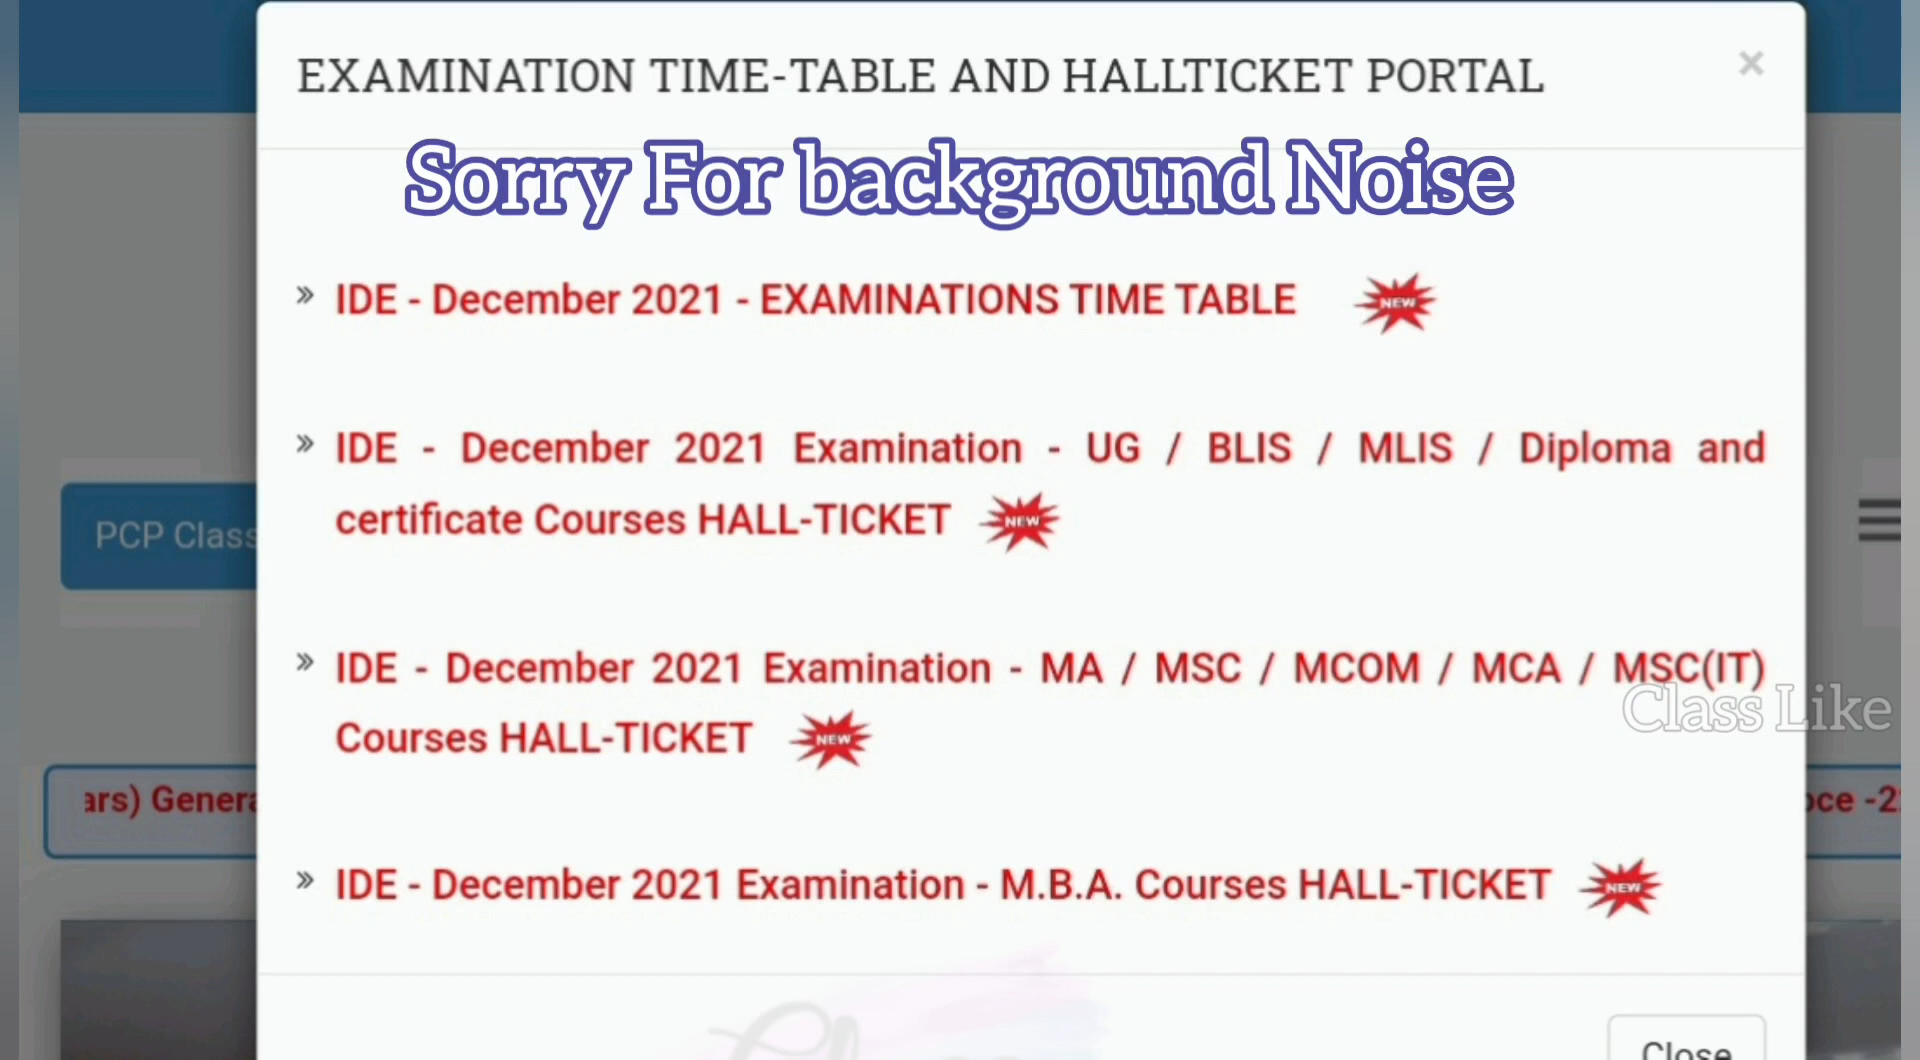 EXAMINATION TIME-TABLE AND HALLTICKET PORTAL
×
Sorry For background Noise
» IDE - December 2021 - EXAMINATIONS TIME TABLE NEW
» IDE - December 2021 Examination - UG / BLIS / MLIS / Diploma and
certificate Courses HALL-TICKET NEW
PCP Class
» IDE - December 2021 Examination - MA / MSC / MCOM / MCA / MSC(IT)
Courses HALL-TICKET NEW
Class Like
ars) Genera
» IDE - December 2021 Examination - M.B.A. Courses HALL-TICKET NEW
Close